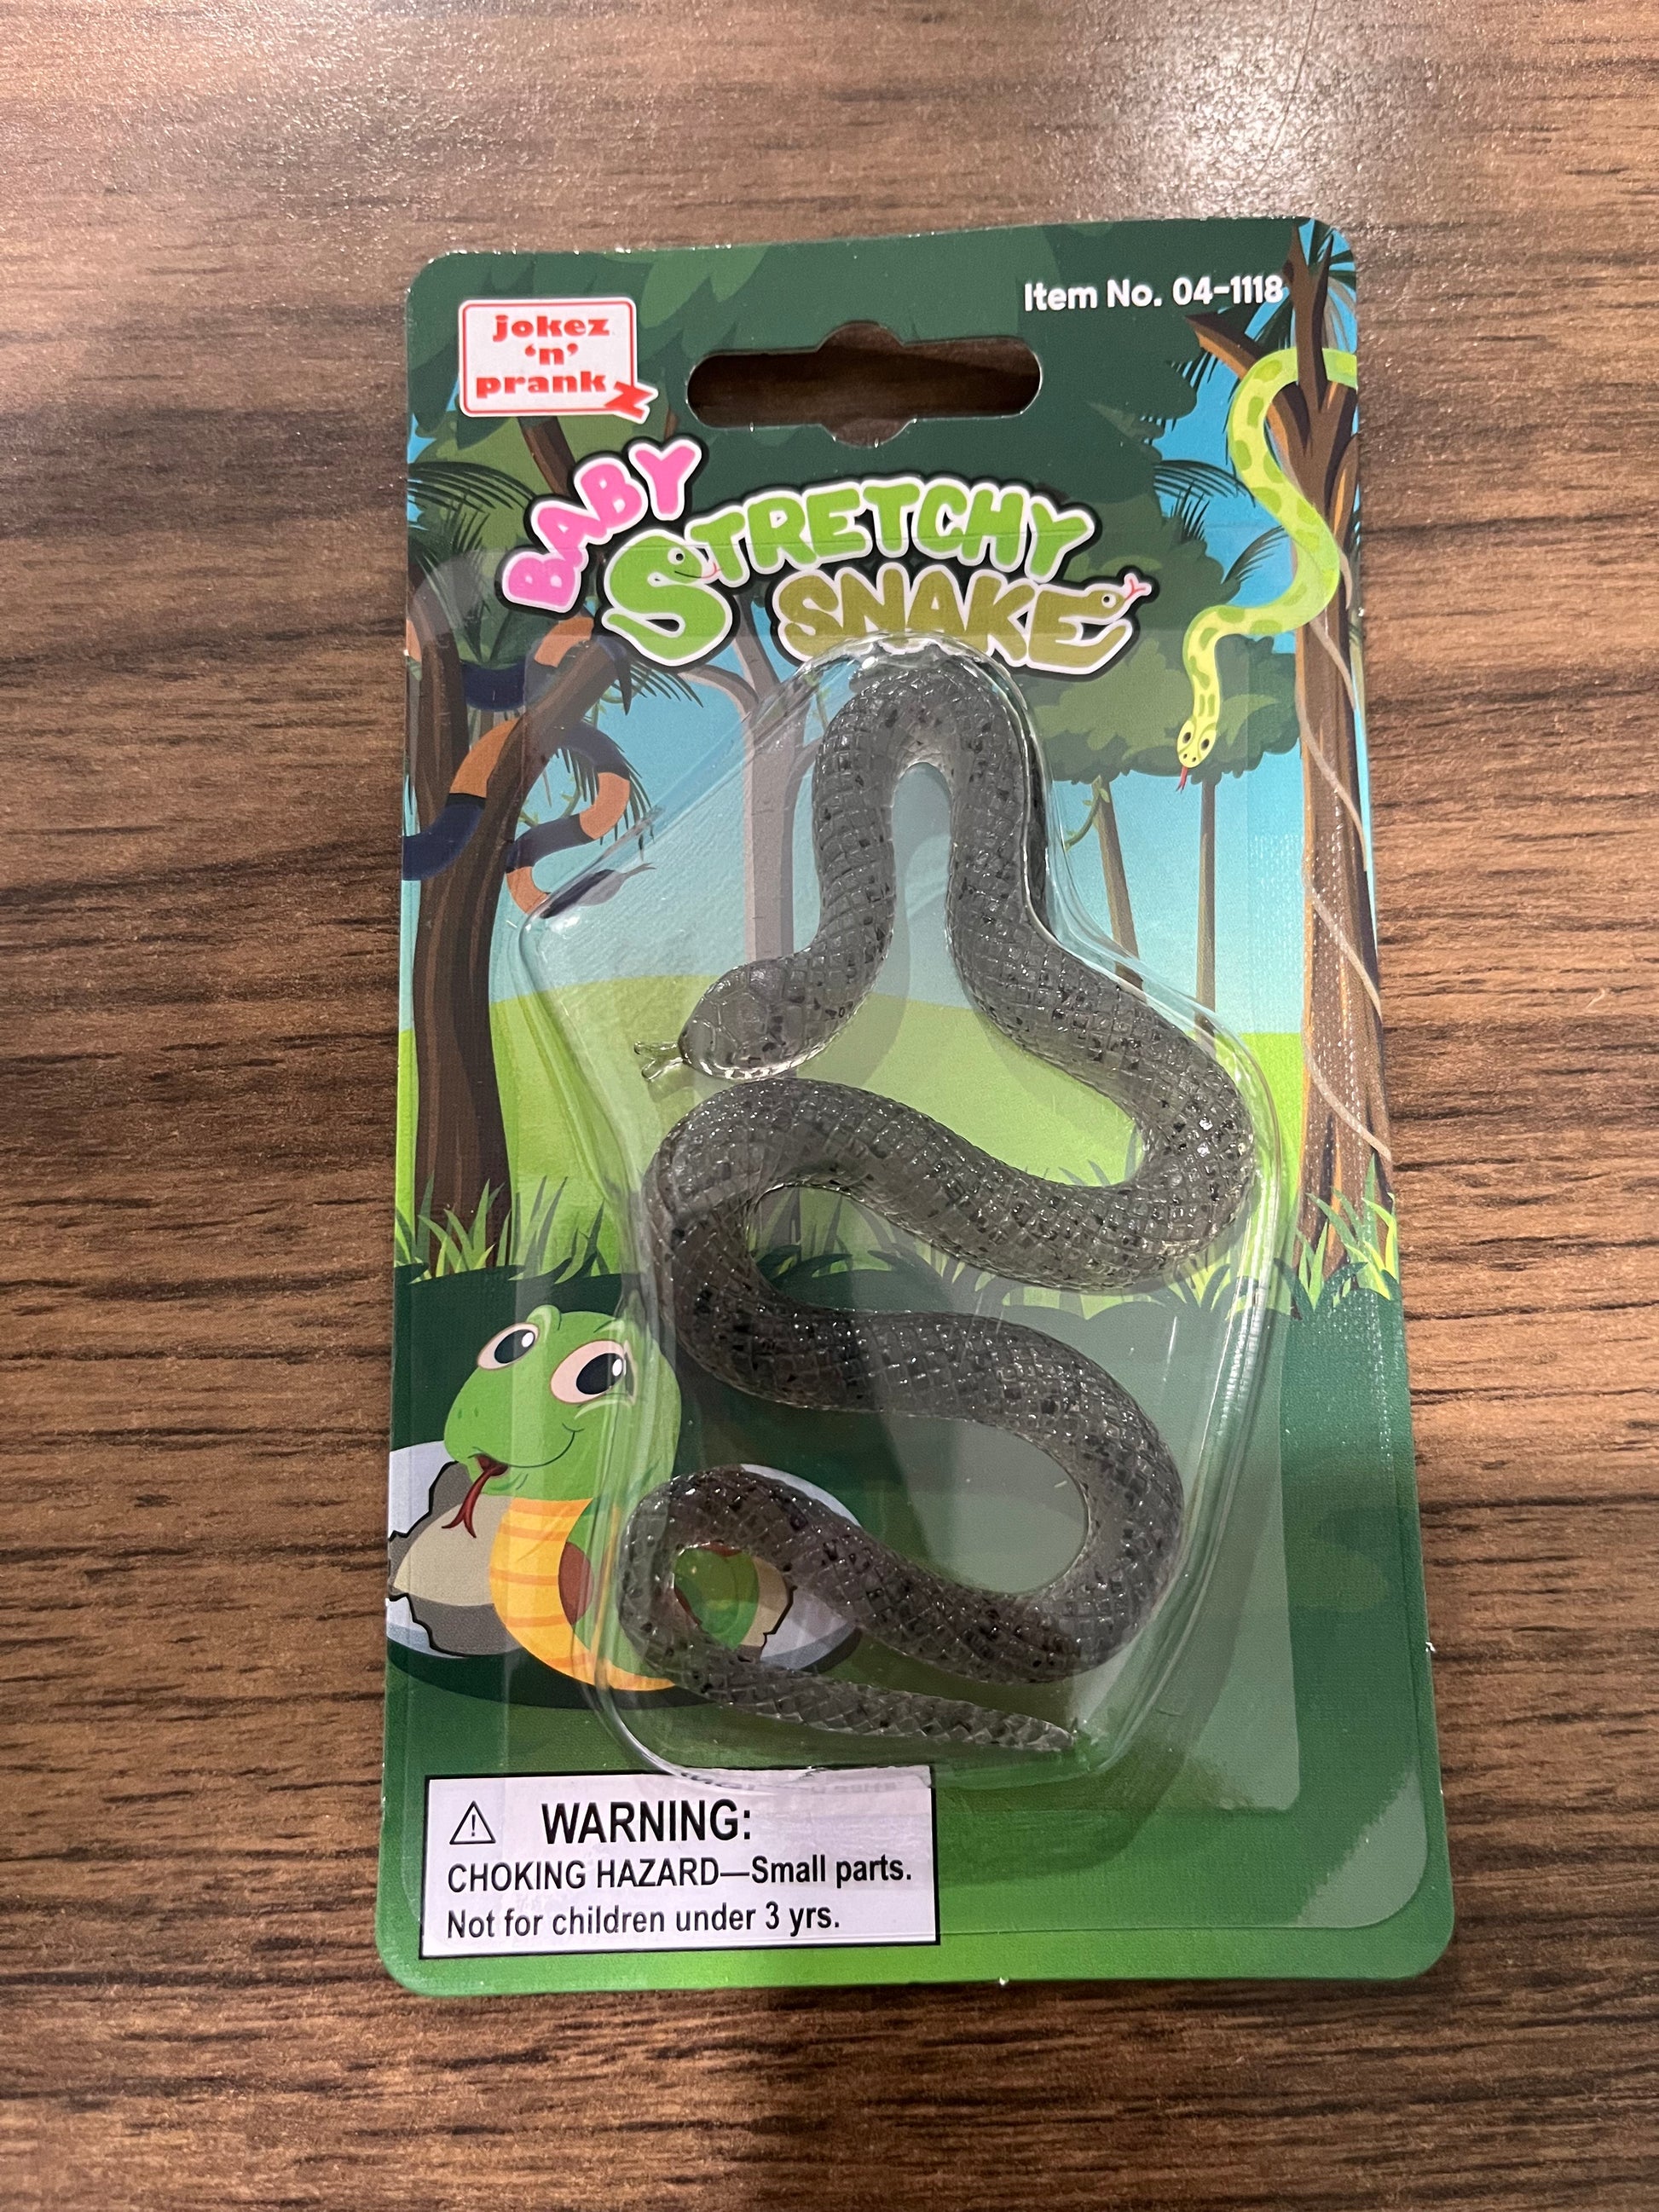 jokez
'n'
prankz
Item No. 04-1118
BABY
STRETCHY
SNAKE
WARNING:
CHOKING HAZARD—Small parts.
Not for children under 3 yrs.